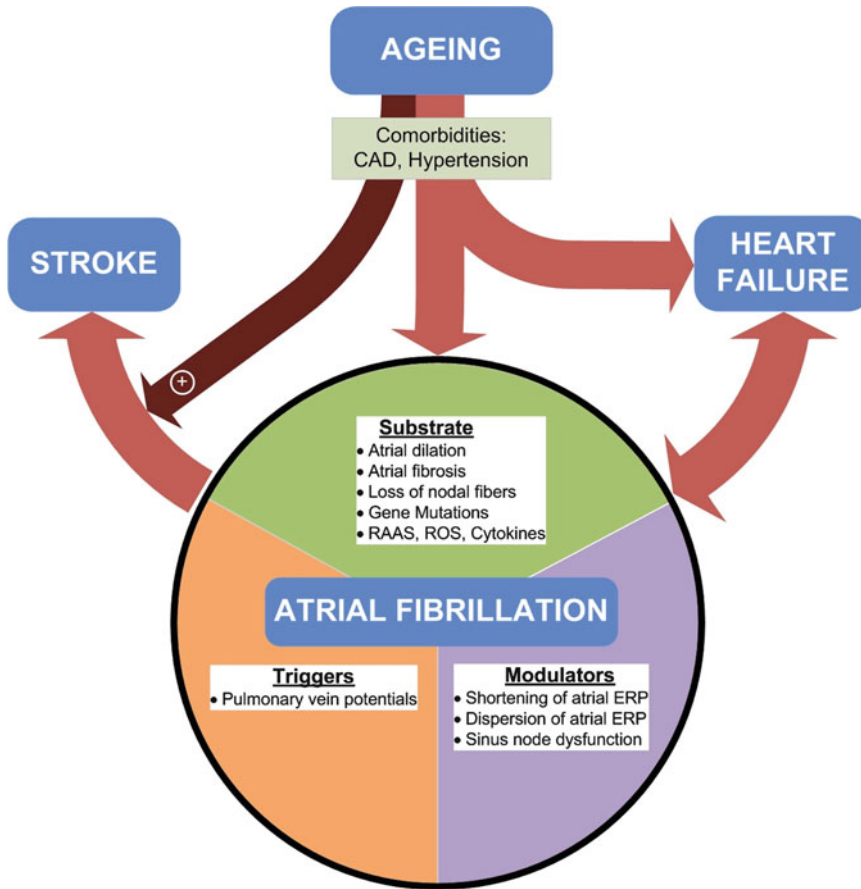 AGEING
Comorbidities:
CAD, Hypertension
STROKE
HEART
FAILURE
+
Substrate
• Atrial dilation
• Atrial fibrosis
• Loss of nodal fibers
• Gene Mutations
• RAAS, ROS, Cytokines
ATRIAL FIBRILLATION
Triggers
• Pulmonary vein potentials
Modulators
• Shortening of atrial ERP
• Dispersion of atrial ERP
• Sinus node dysfunction